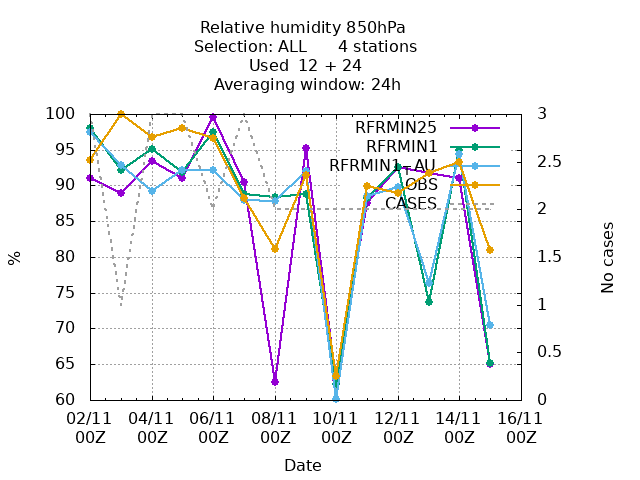 Relative humidity 850hPa
Selection: ALL 4 stations
Used 12 + 24
Averaging window: 24h
100
95
90
85
80
75
70
65
60
%
3
2.5
2
1.5
1
0.5
0
No cases
RFRMIN25
RFRMIN1
RFRMIN1-AU
OBS
CASES
02/11 04/11 06/11 08/11 10/11 12/11 14/11 16/11
00Z 00Z 00Z 00Z 00Z 00Z 00Z 00Z
Date